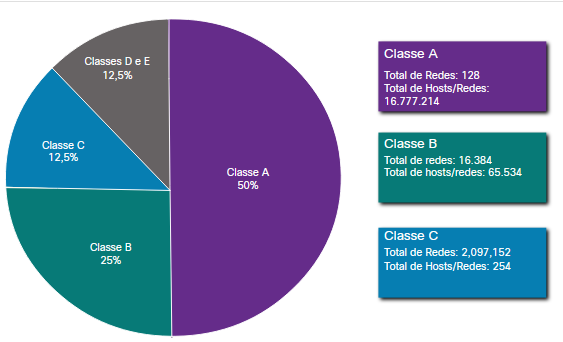 Classes D e E
12,5%
Classe C
12,5%
Classe A
50%
Classe B
25%
Classe A
Total de Redes: 128
Total de Hosts/Redes:
16.777.214
Classe B
Total de redes: 16.384
Total de hosts/redes: 65.534
Classe C
Total de Redes: 2,097,152
Total de Hosts/Redes: 254